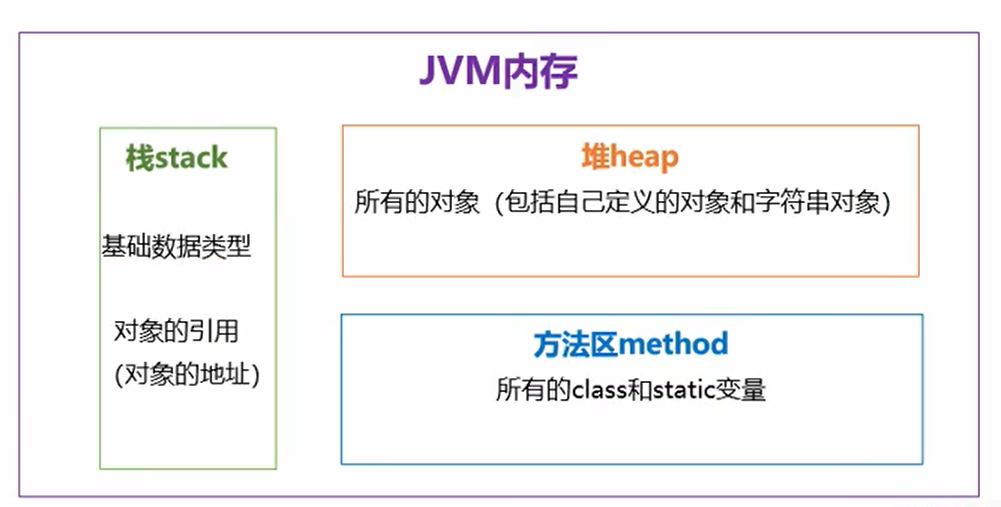 JVM内存
栈stack
基础数据类型
对象的引用
(对象的地址)
堆heap
所有的对象（包括自己定义的对象和字符串对象）
方法区method
所有的class和static变量